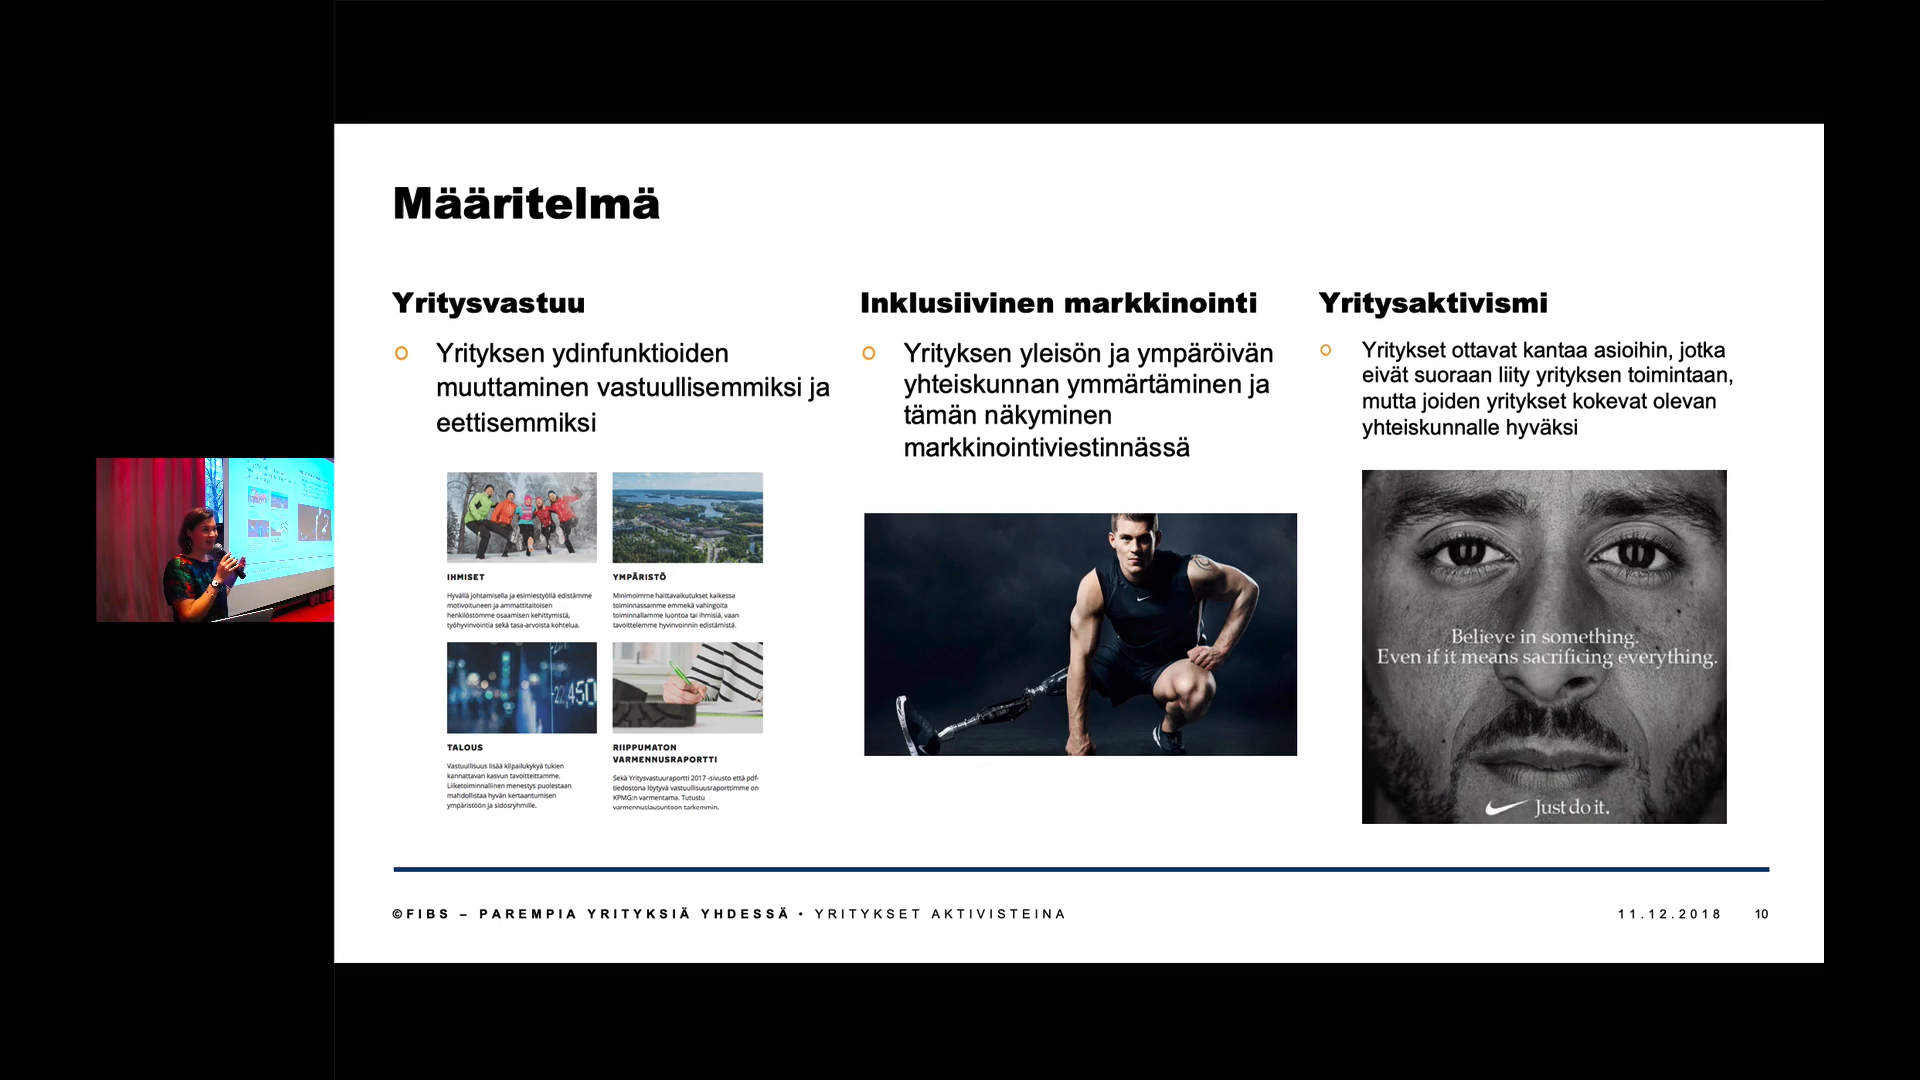 Määritelmä
Yritysvastuu
Yrityksen ydinfunktioiden
muuttaminen vastuullisemmiksi ja
eettisemmiksi
IHMISET
Hyvällä johtamisella ja esimiestyöllä edistämme
motivoituneen ja ammattitaitoisen
henkilöstömme osaamisen kehittymistä,
työhyvinvointia sekä tasa-arvoista kohtelua.
YMPÄRISTÖ
Minimoimme haittavaikutukset kaikessa
toiminnassamme emmekä vahingoita
toiminnallamme luontoa tai ihmisiä, vaan
tavoittelemme hyvinvoinnin edistämistä.
22,450
TALOUS
Vastuullisuus lisää kilpailukykyä tukien
kannattavan kasvun tavoitteittamme.
Liiketoiminnallinen menestys puolestaan
mahdollistaa hyvän kertaantumisen
ympäristöön ja sidosryhmille.
RIIPPUMATON
VARMENNUSRAPORTTI
Sekä Yritysvastuuraportti 2017 -sivusto että pdf-
tiedostona löytyvä vastuullisuusraporttimme on
KPMG:n varmentama. Tutustu
varmennuslausuntoon tarkemmin.
Inklusiivinen markkinointi
Yrityksen yleisön ja ympäröivän
yhteiskunnan ymmärtäminen ja
tämän näkyminen
markkinointiviestinnässä
Yritysaktivismi
Yritykset ottavat kantaa asioihin, jotka
eivät suoraan liity yrityksen toimintaan,
mutta joiden yritykset kokevat olevan
yhteiskunnalle hyväksi
Believe in something.
Even if it means sacrificing everything.
Just do it.
©FIBS – PAREMPIA YRITYKSIÄ YHDESSÄ • YRITYKSET AKTIVISTEINA
11.12.2018 10